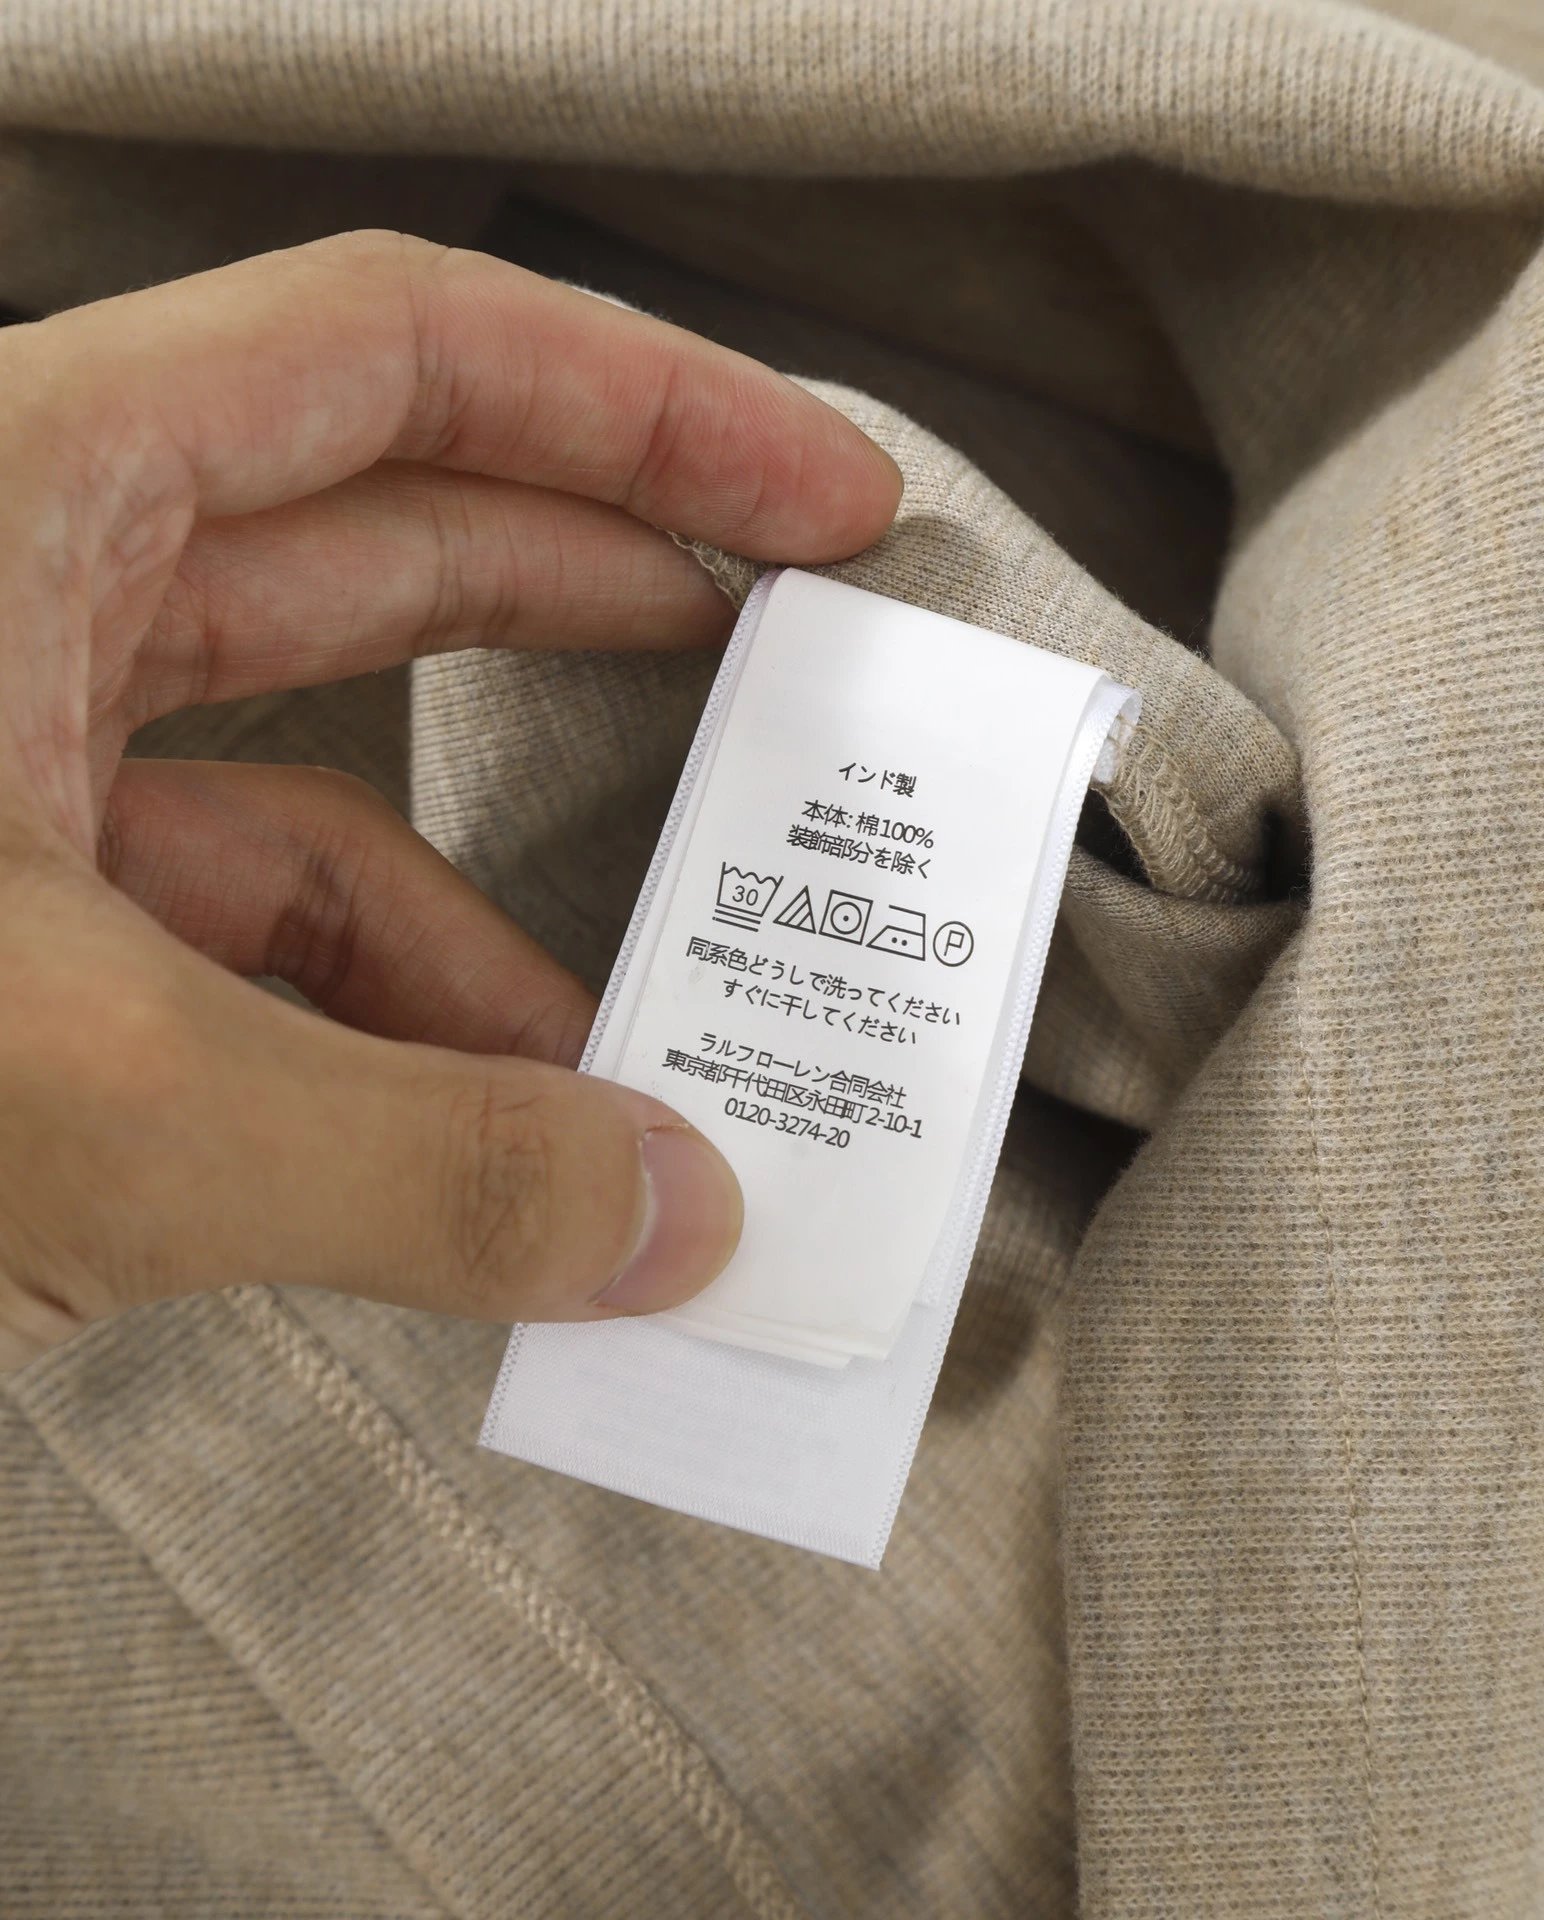 インド製
本体: 棉100%
装飾部分を除く
30 P
同系色どうしで洗ってください
すぐに干してください
ラルフローレン合同会社
東京都千代田区永田町2-10-1
0120-3274-20